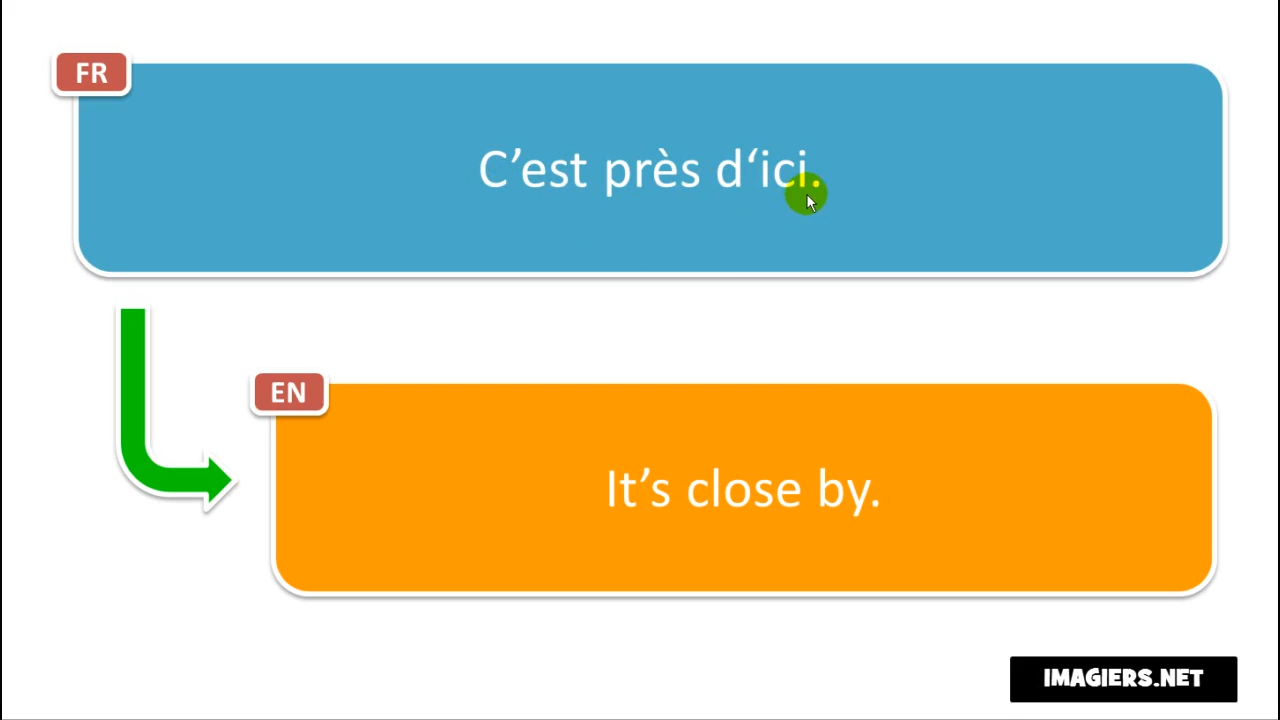 FR
C’est près d‘ici.
EN
It’s close by.
IMAGIERS.NET